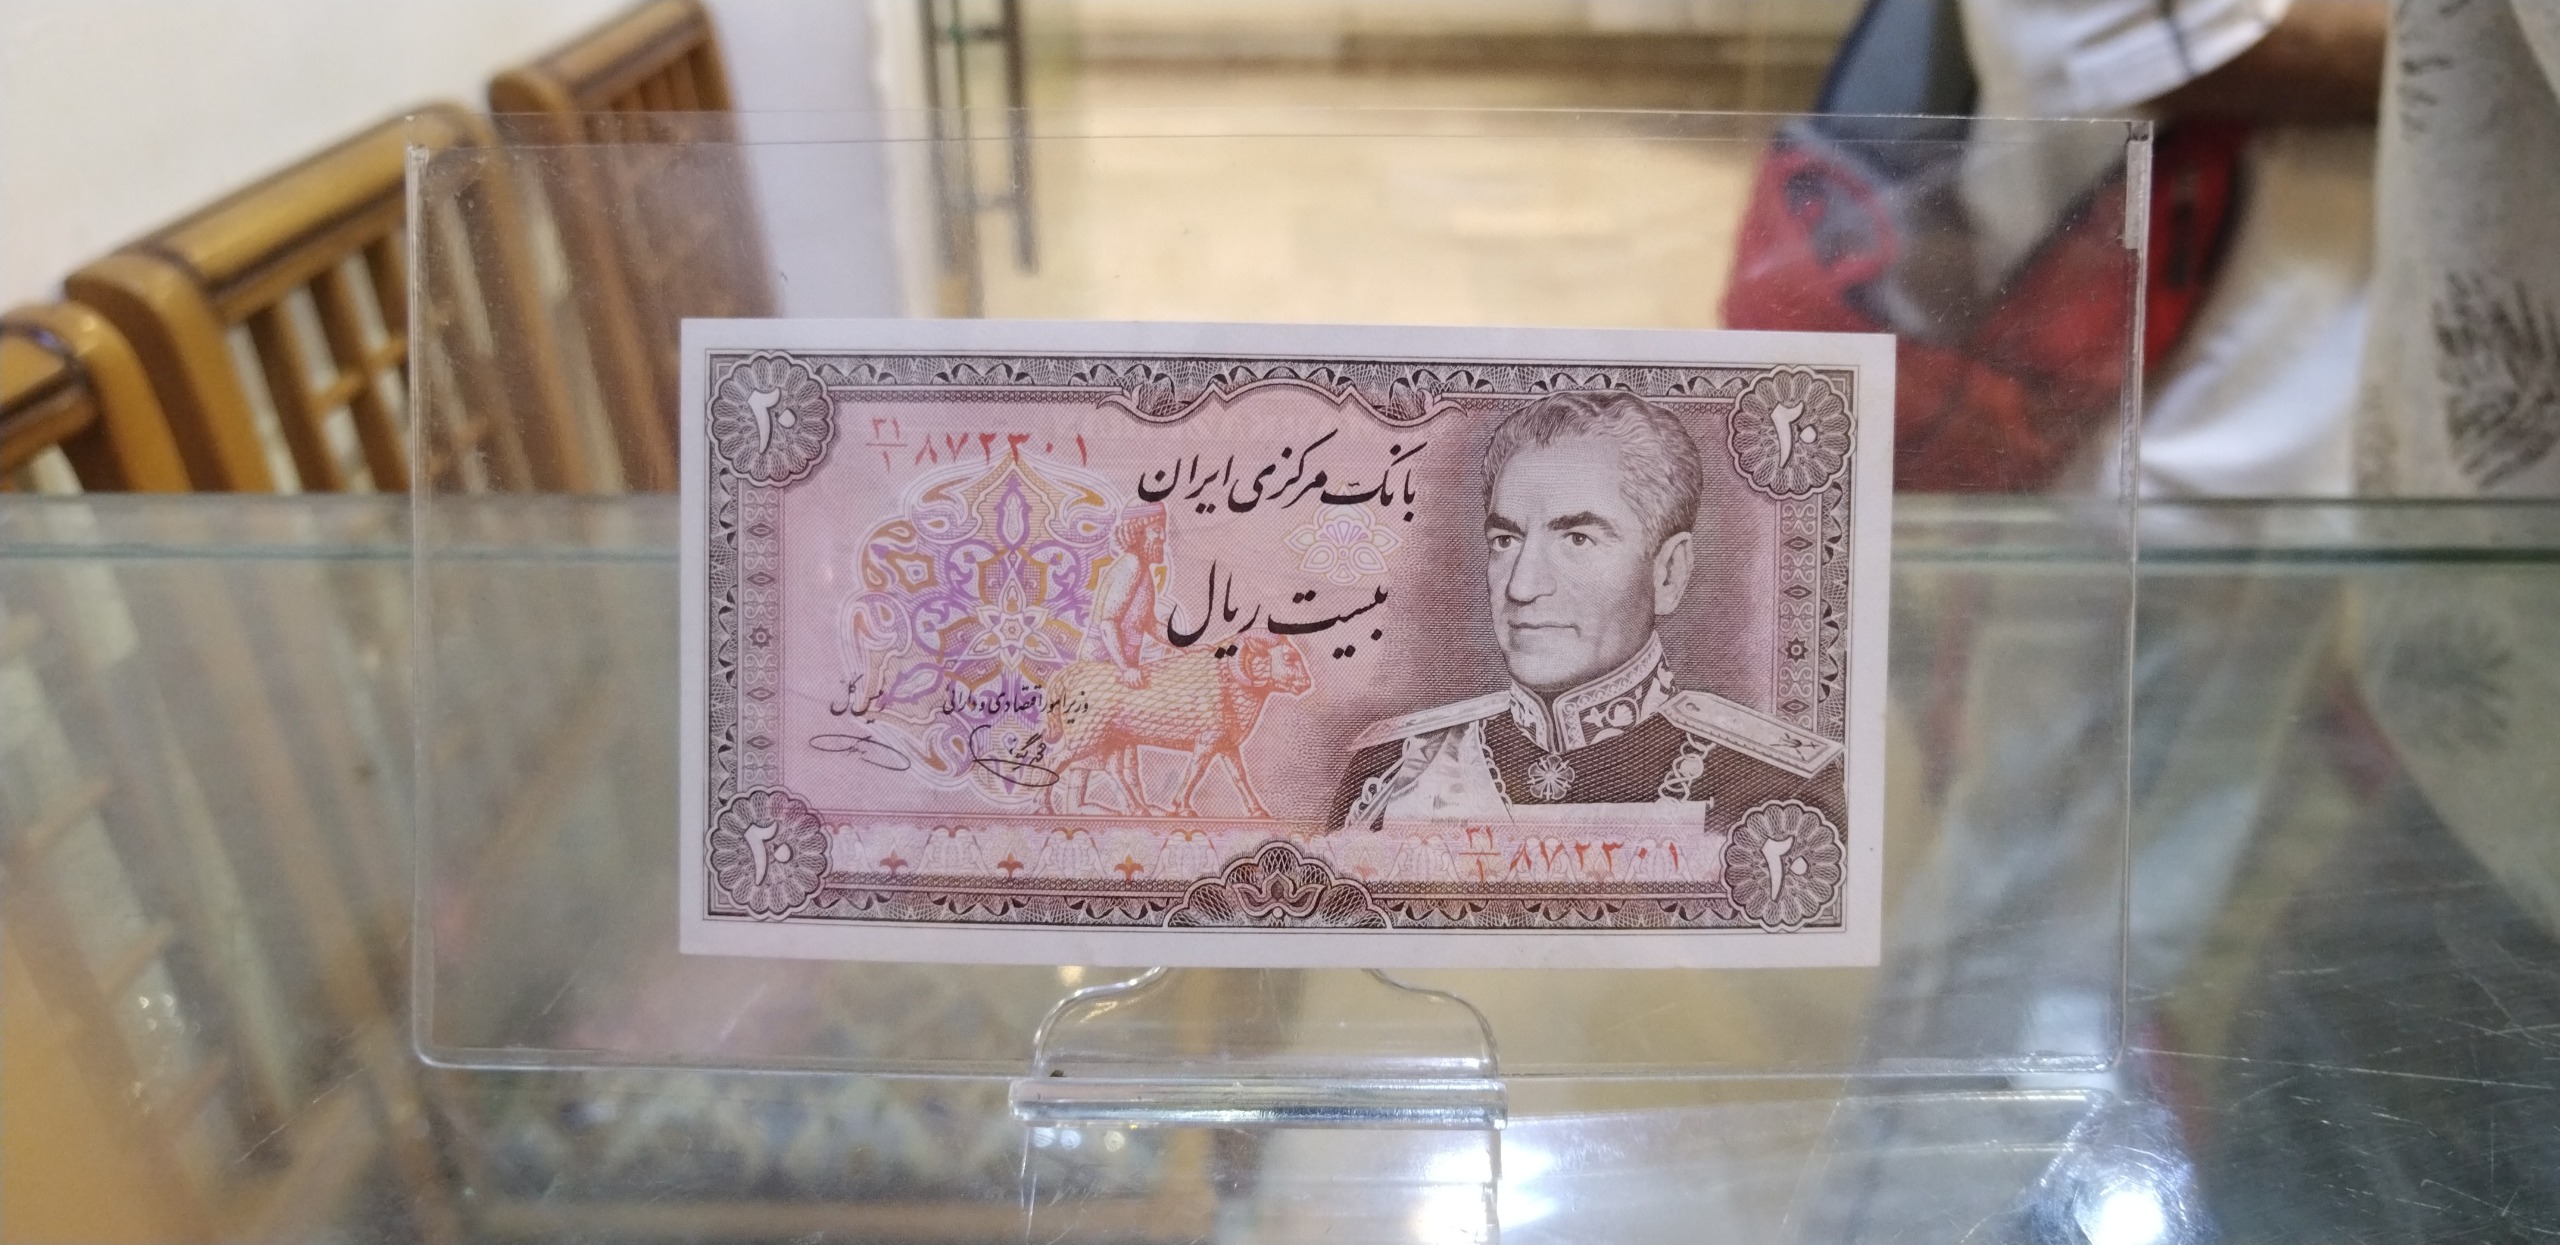 ۲۰
۲۰
۳۱/۱ ۸۷۲۳۰۱
بانک مرکزی ایران
بیست ریال
وزیر امور اقتصادی و دارائی
رئیس کل
۳۱/۱ ۸۷۲۳۰۱
۲۰
۲۰